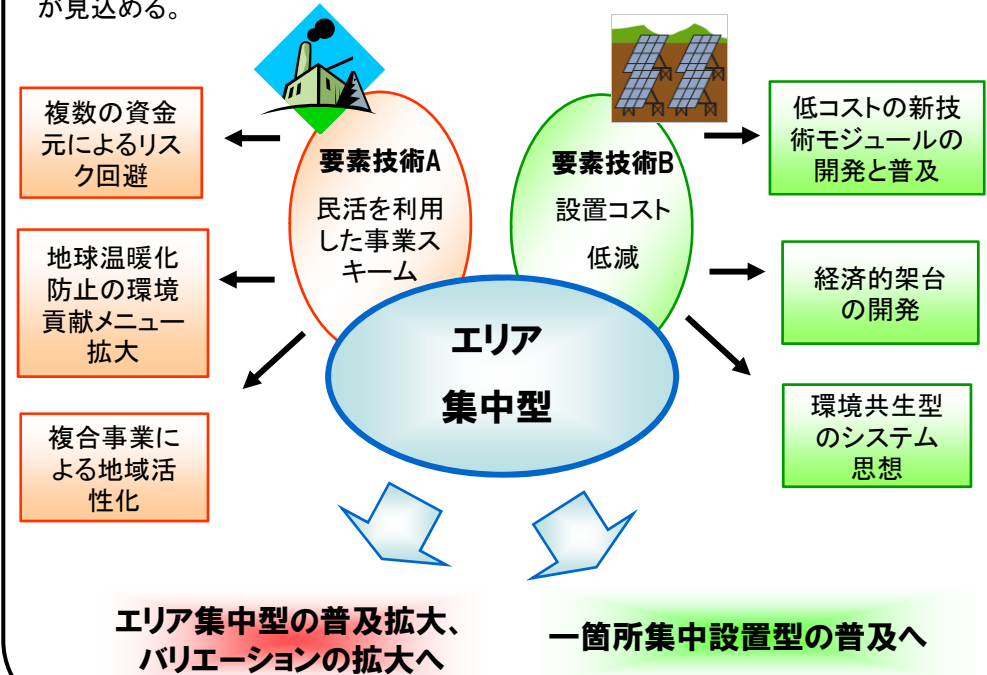 が見込める。
複数の資金
元によるリス
ク回避
地球温暖化
防止の環境
貢献メニュー
拡大
複合事業に
よる地域活
性化
要素技術A
民活を利用
した事業ス
キーム
要素技術B
設置コスト
低減
エリア
集中型
低コストの新技
術モジュールの
開発と普及
経済的架台
の開発
環境共生型
のシステム
思想
エリア集中型の普及拡大、
バリエーションの拡大へ
一箇所集中設置型の普及へ